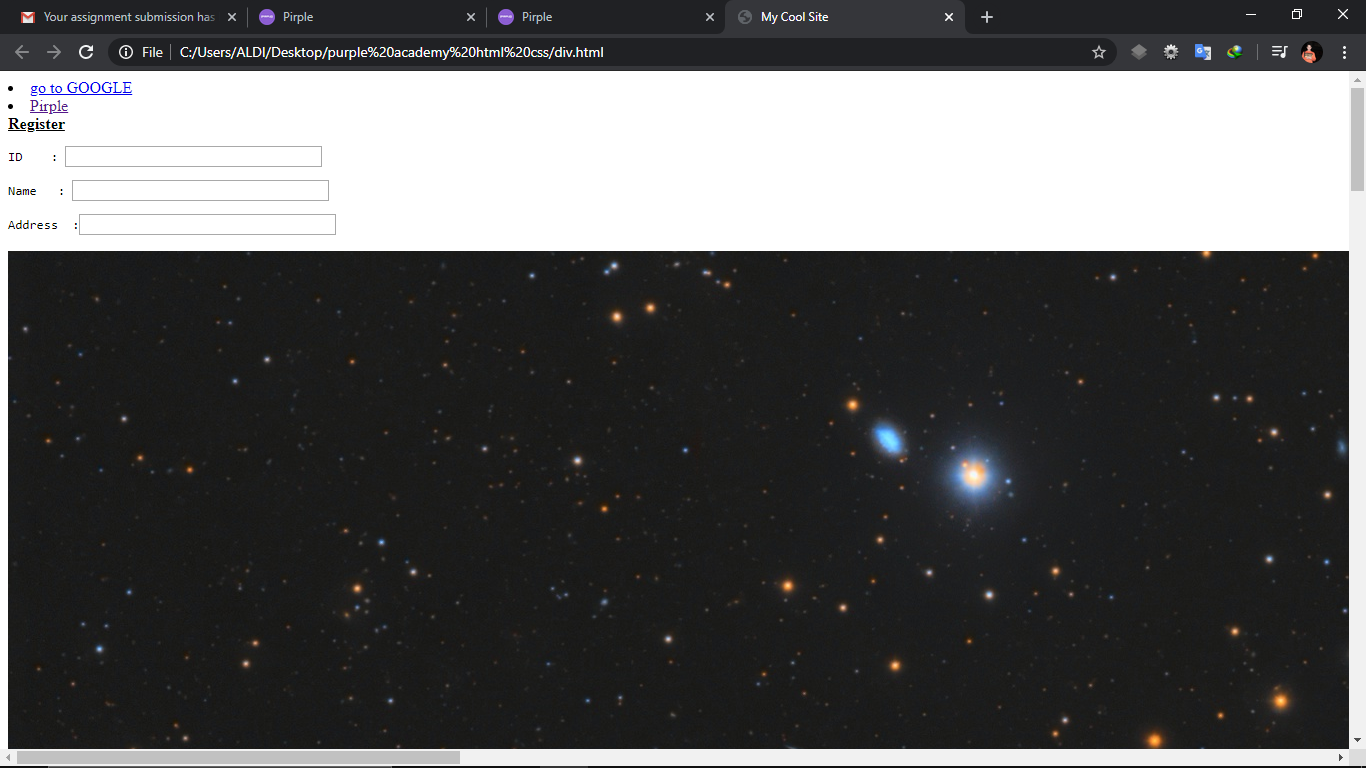 Your assignment submission has
Pirple
Pirple
My Cool Site
File
C:/Users/ALDI/Desktop/purple%20academy%20html%20css/div.html
go to GOOGLE
Pirple
Register
ID :
Name :
Address :